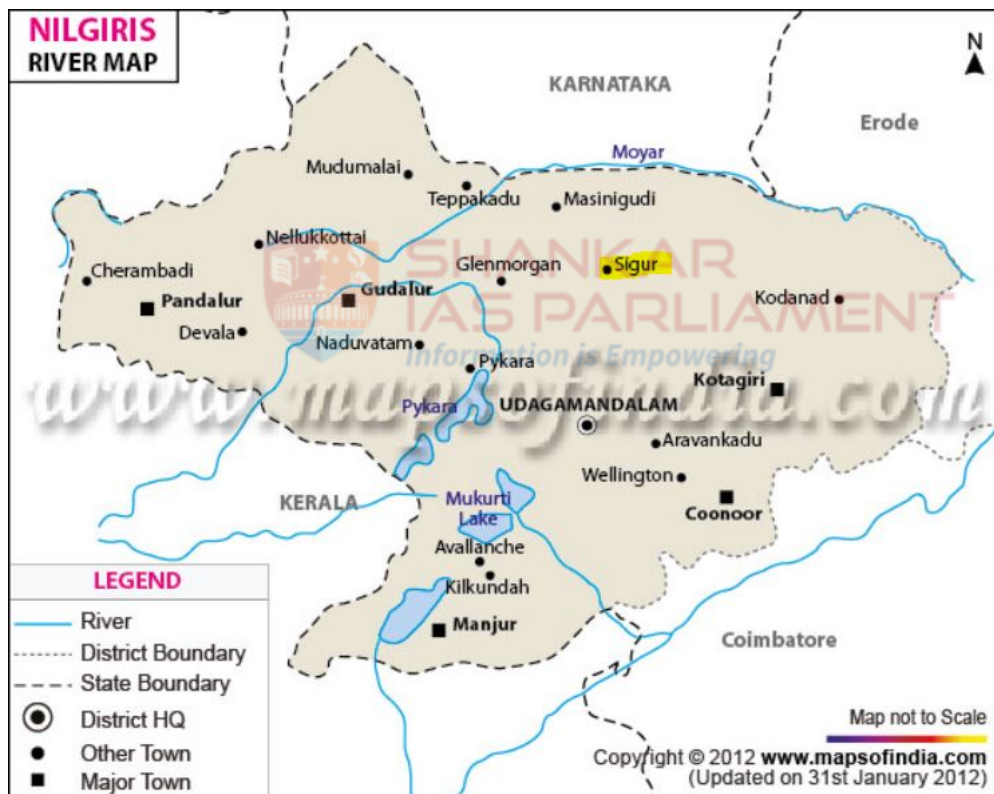 NILGIRIS
RIVER MAP
N
KARNATAKA
Erode
Moyar
Mudumalai
Teppakadu
Masinigudi
Nellukkottai
Cherambadi
Glenmorgan
Sigur
SHANKAR
IAS PARLIAMENT
Information is Empowering
Pandalur
Gudalur
Kodanad
Devala
Naduvatam
Pykara
Kotagiri
www.mapsofindia.com
Pykara
UDAGAMANDALAM
Aravankadu
Wellington
KERALA
Mukurti
Lake
Coonoor
Avallanche
Kilkundah
Manjur
Coimbatore
LEGEND
River
District Boundary
State Boundary
District HQ
Other Town
Major Town
Map not to Scale
Copyright © 2012 www.mapsofindia.com
(Updated on 31st January 2012)